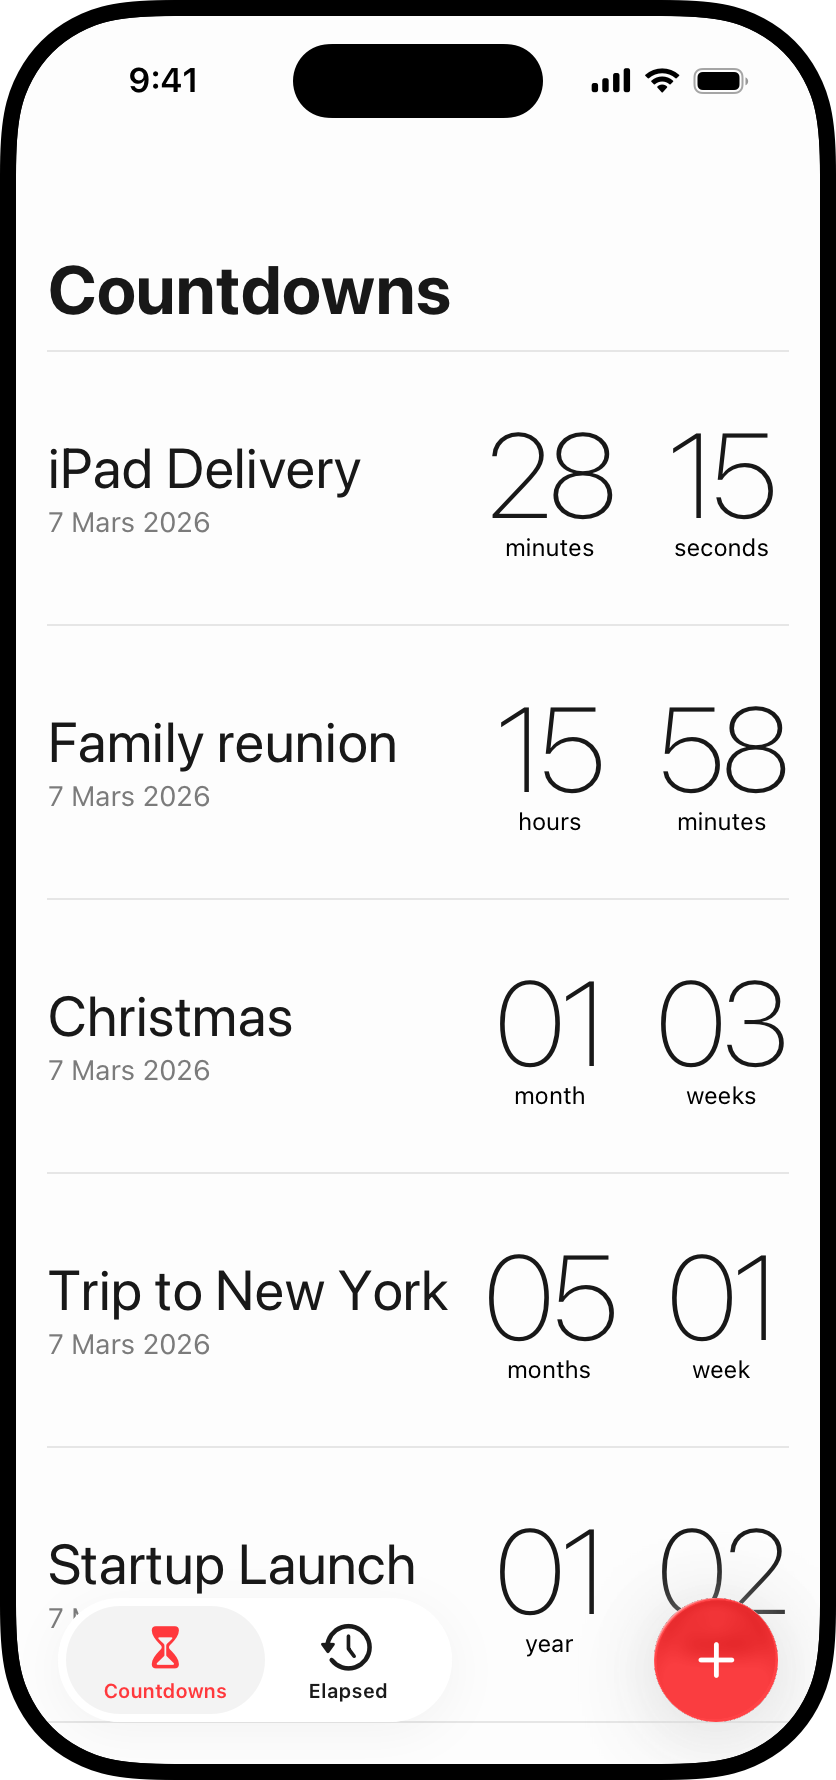 9:41
Countdowns
iPad Delivery
7 Mars 2026
28 15
minutes seconds
Family reunion
7 Mars 2026
15 58
hours minutes
Christmas
7 Mars 2026
01 03
month weeks
Trip to New York
7 Mars 2026
05 01
months week
Startup Launch
7
01 02
year
Countdowns Elapsed